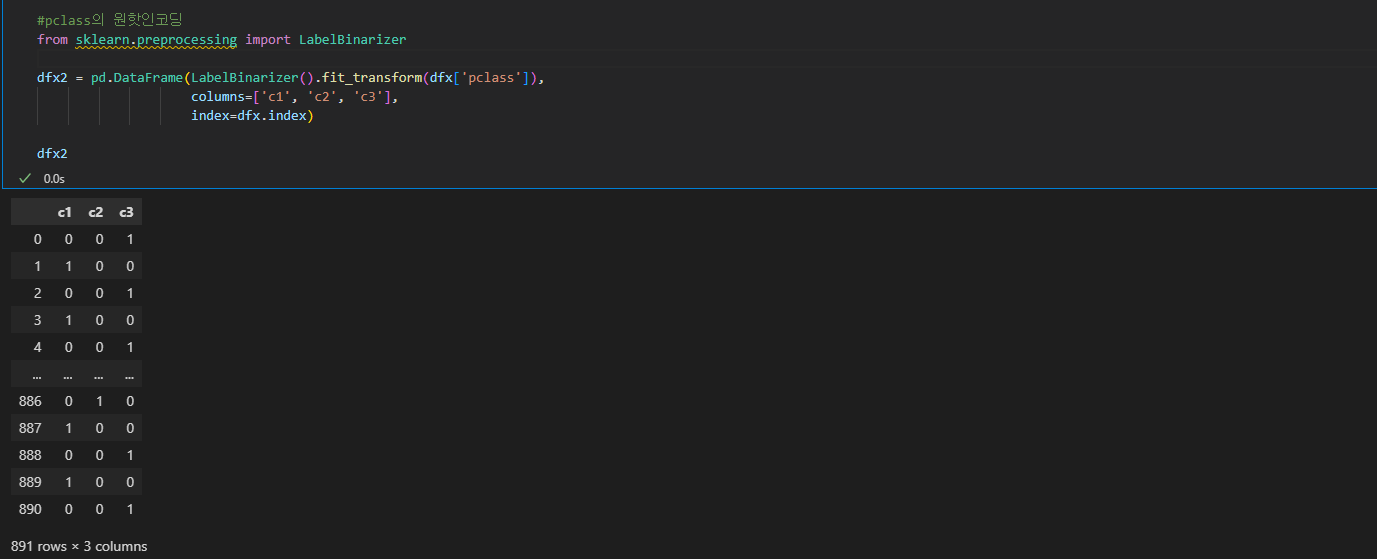 #pclass의 원핫인코딩
from sklearn.preprocessing import LabelBinarizer
dfx2 = pd.DataFrame(LabelBinarizer().fit_transform(dfx['pclass']),
columns=['c1', 'c2', 'c3'],
index=dfx.index)
dfx2
0.0s
c1 c2 c3
0 0 0 1
1 1 0 0
2 0 0 1
3 1 0 0
4 0 0 1
... ... ... ...
886 0 1 0
887 1 0 0
888 0 0 1
889 1 0 0
890 0 0 1
891 rows × 3 columns